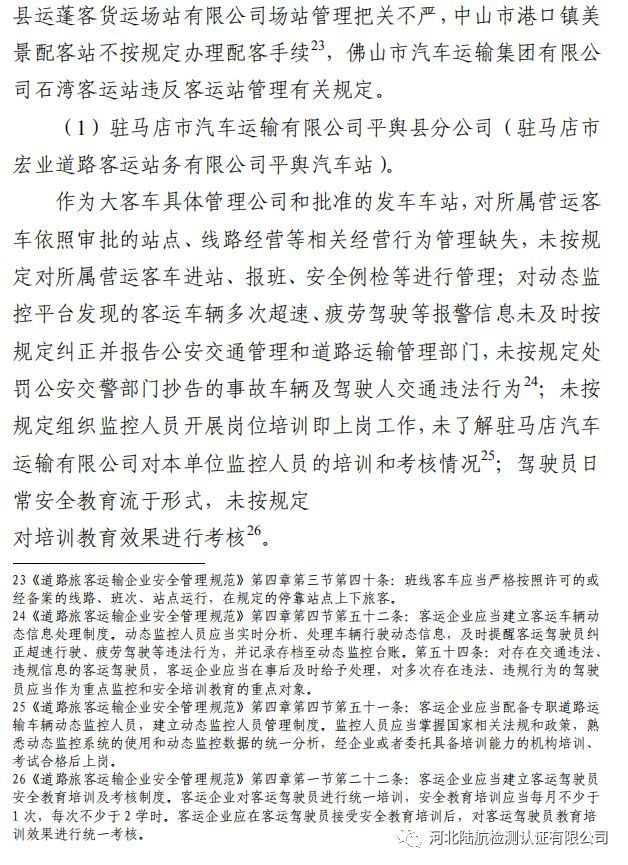 县运蓬客货运场站有限公司场站管理把关不严，中山市港口镇美
景配客站不按规定办理配客手续23，佛山市汽车运输集团有限公
司石湾客运站违反客运站管理有关规定。
（1）驻马店市汽车运输有限公司平舆县分公司（驻马店市
宏业道路客运站务有限公司平舆汽车站）。
作为大客车具体管理公司和批准的发车车站，对所属营运客
车依照审批的站点、线路经营等相关经营行为管理缺失，未按规
定对所属营运客车进站、报班、安全例检等进行管理；对动态监
控平台发现的客运车辆多次超速、疲劳驾驶等报警信息未及时按
规定纠正并报告公安交通管理和道路运输管理部门，未按规定处
罚公安交警部门抄告的事故车辆及驾驶人交通违法行为24；未按
规定组织监控人员开展岗位培训即上岗工作，未了解驻马店汽车
运输有限公司对本单位监控人员的培训和考核情况25；驾驶员日
常安全教育流于形式，未按规定
对培训教育效果进行考核26。
23《道路旅客运输企业安全管理规范》第四章第三节第四十条：班线客车应当严格按照许可的或
经备案的线路、班次、站点运行，在规定的停靠站点上下旅客。
24《道路旅客运输企业安全管理规范》第四章第四节第五十二条：客运企业应当建立客运车辆动
态信息处理制度。动态监控人员应当实时分析、处理车辆行驶动态信息，及时提醒客运驾驶员纠
正超速行驶、疲劳驾驶等违法行为，并记录存档至动态监控台账。第五十四条：对存在交通违法、
违规信息的客运驾驶员，客运企业应当在事后及时给予处理，对多次存在违法、违规行为的驾驶
员应当作为重点监控和安全培训教育的重点对象。
25《道路旅客运输企业安全管理规范》第四章第四节第五十一条：客运企业应当配备专职道路运
输车辆动态监控人员，建立动态监控人员管理制度。监控人员应当掌握国家相关法规和政策，熟
悉动态监控系统的使用和动态监控数据的统一分析，经企业或者委托具备培训能力的机构培训、
考试合格后上岗。
26《道路旅客运输企业安全管理规范》第四章第一节第二十二条：客运企业应当建立客运驾驶员
安全教育培训及考核制度。客运企业对客运驾驶员进行统一培训，安全教育培训应当每月不少于
1次，每次不少于2学时。客运企业应在客运驾驶员接受安全教育培训后，对客运驾驶员教育培
训效果进行统一考核。
河北陆航检测认证有限公司